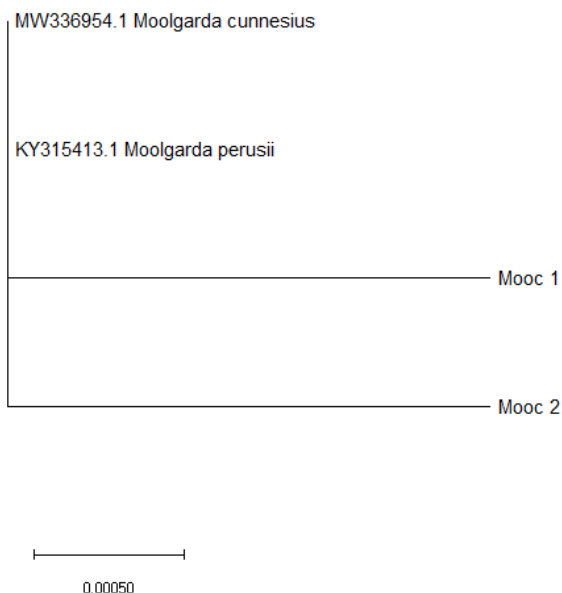 MW336954.1 Moolgarda cunnesius
KY315413.1 Moolgarda perusii
Mooc 1
Mooc 2
0.00050